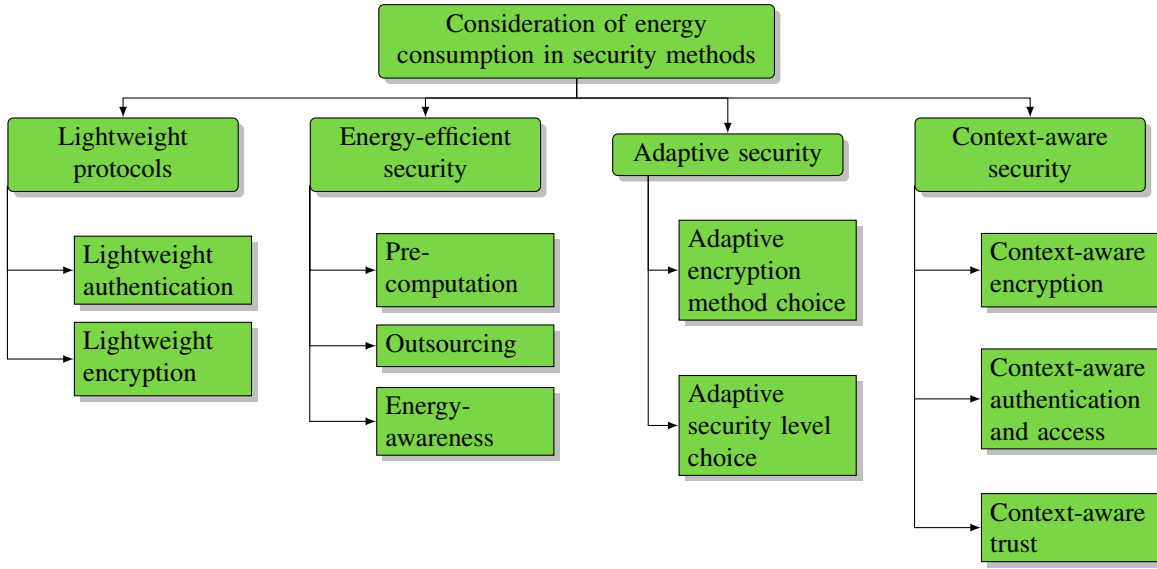 Consideration of energy
consumption in security methods
Lightweight
protocols
Energy-efficient
security
Adaptive security
Context-aware
security
Lightweight
authentication
Lightweight
encryption
Pre-
computation
Outsourcing
Energy-
awareness
Adaptive
encryption
method choice
Adaptive
security level
choice
Context-aware
encryption
Context-aware
authentication
and access
Context-aware
trust